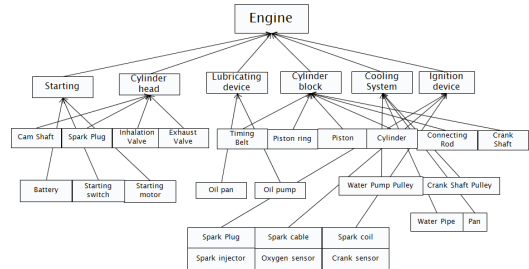 Engine
Starting
Cylinder
head
Lubricating
device
Cylinder
block
Cooling
System
Ignition
device
Cam Shaft
Spark Plug
Inhalation
Valve
Exhaust
Valve
Timing
Belt
Piston ring
Piston
Cylinder
Connecting
Rod
Crank
Shaft
Battery
Starting
switch
Starting
motor
Oil pan
Oil pump
Water Pump Pulley
Crank Shaft Pulley
Water Pipe
Pan
Spark Plug
Spark cable
Spark coil
Spark injector
Oxygen sensor
Crank sensor